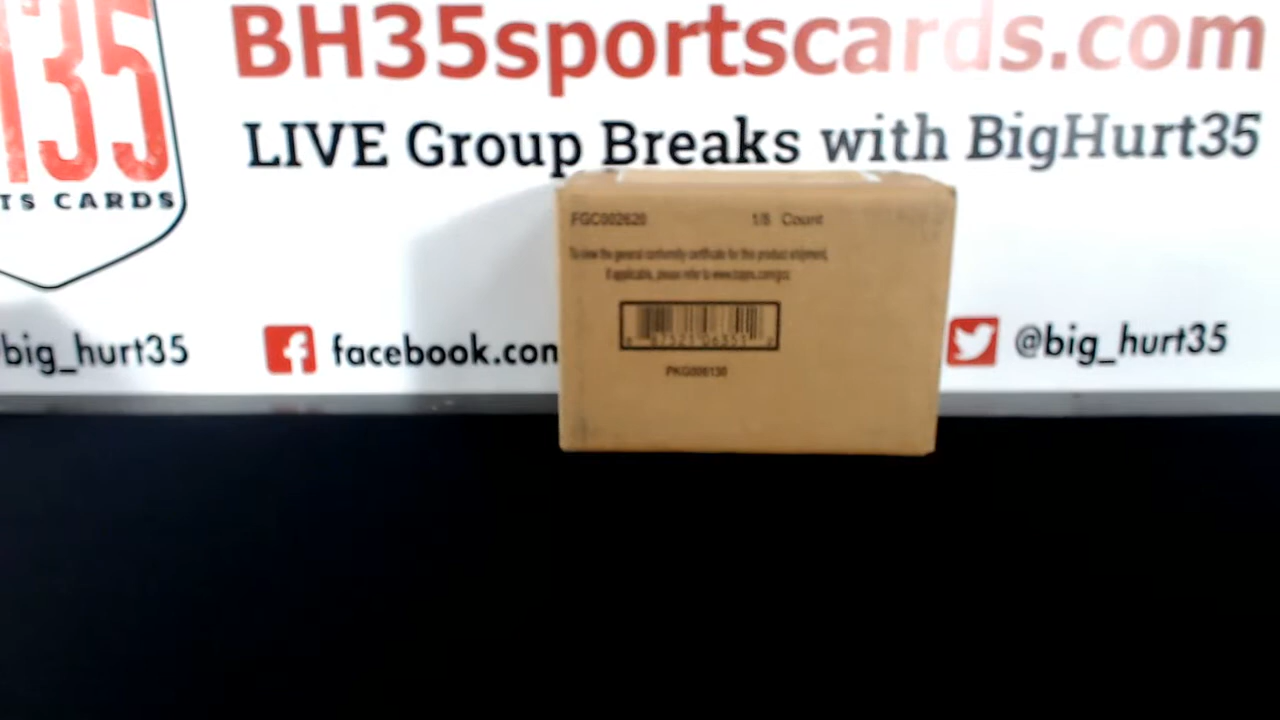 BH35sportscards.com
135
LIVE Group Breaks with BigHurt35
TS CARDS
FGC002620 1/8 Count
To view the general conformity certificate for this product shipment,
if applicable, please refer to www.topps.com/gcc
PKG006130
big_hurt35
facebook.com
@big_hurt35